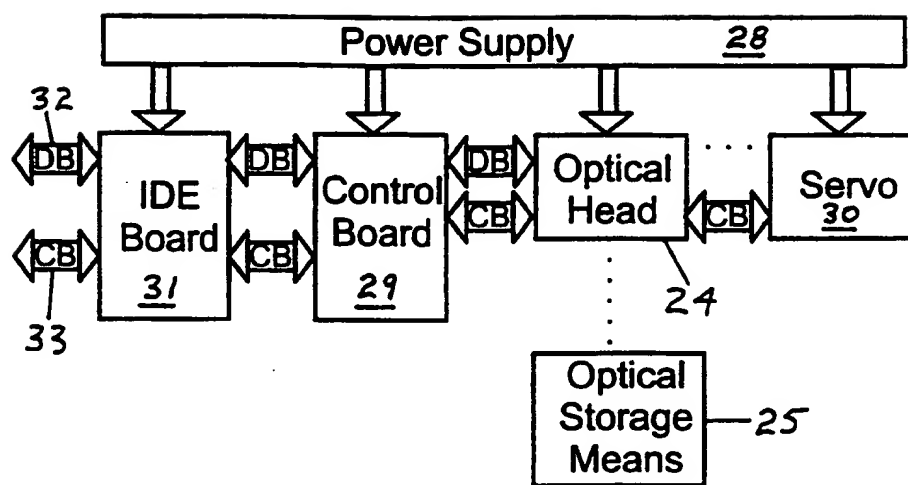 Power Supply 28
32
DB DB DB
IDE Board 31
Control Board 29
Optical Head
Servo 30
CB CB CB CB
33
24
Optical Storage Means
25